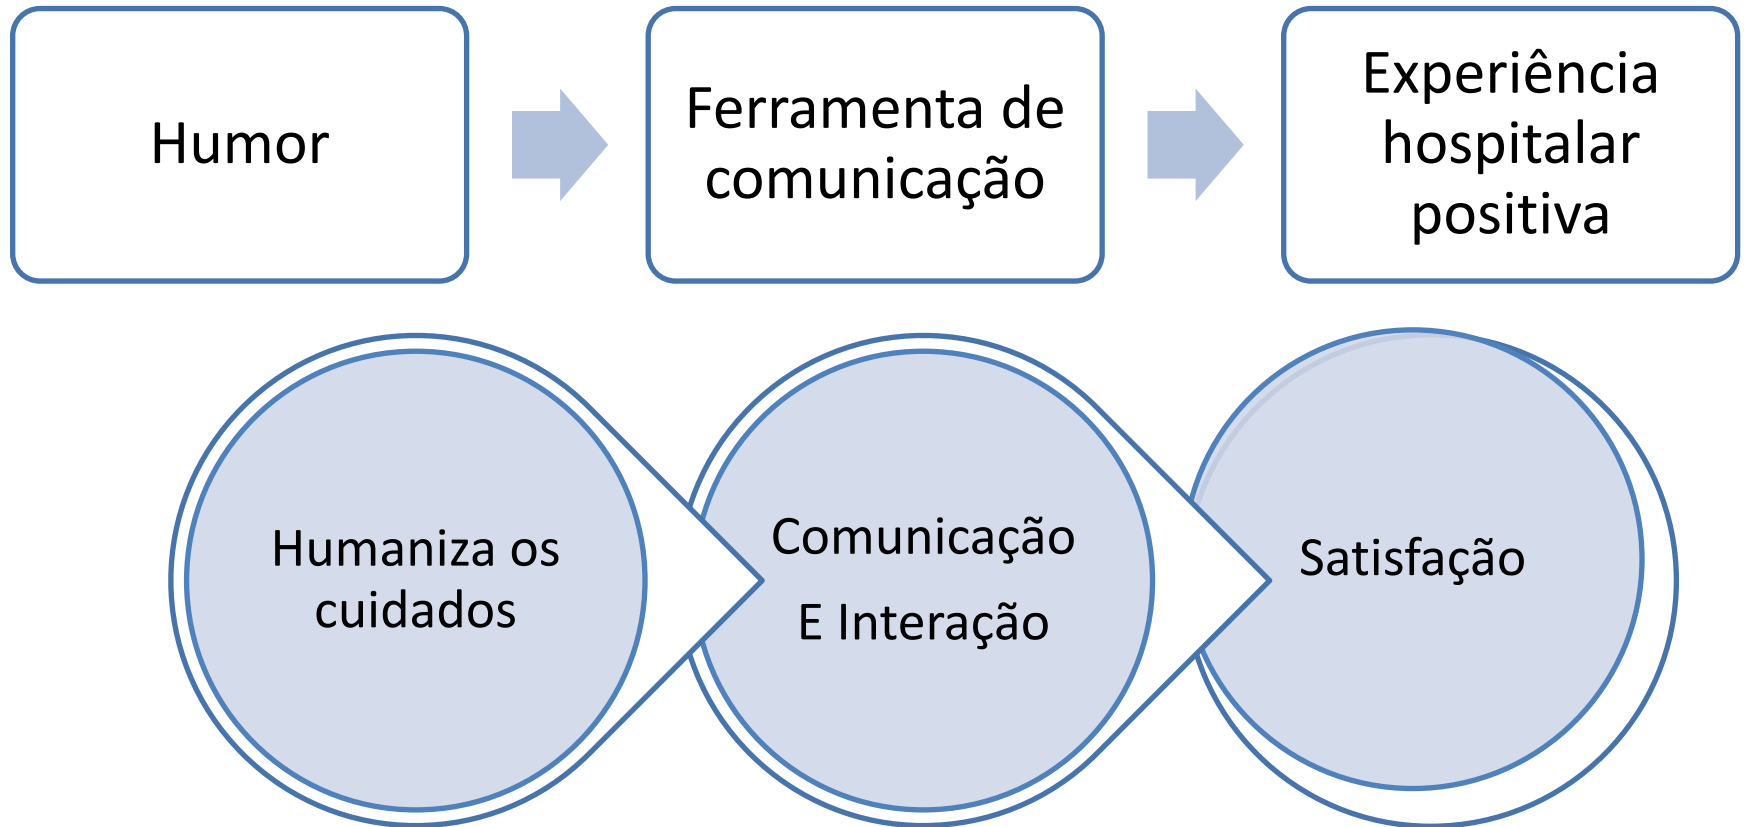 Humor
Ferramenta de
comunicação
Experiência
hospitalar
positiva
Humaniza os
cuidados
Comunicação
E Interação
Satisfação